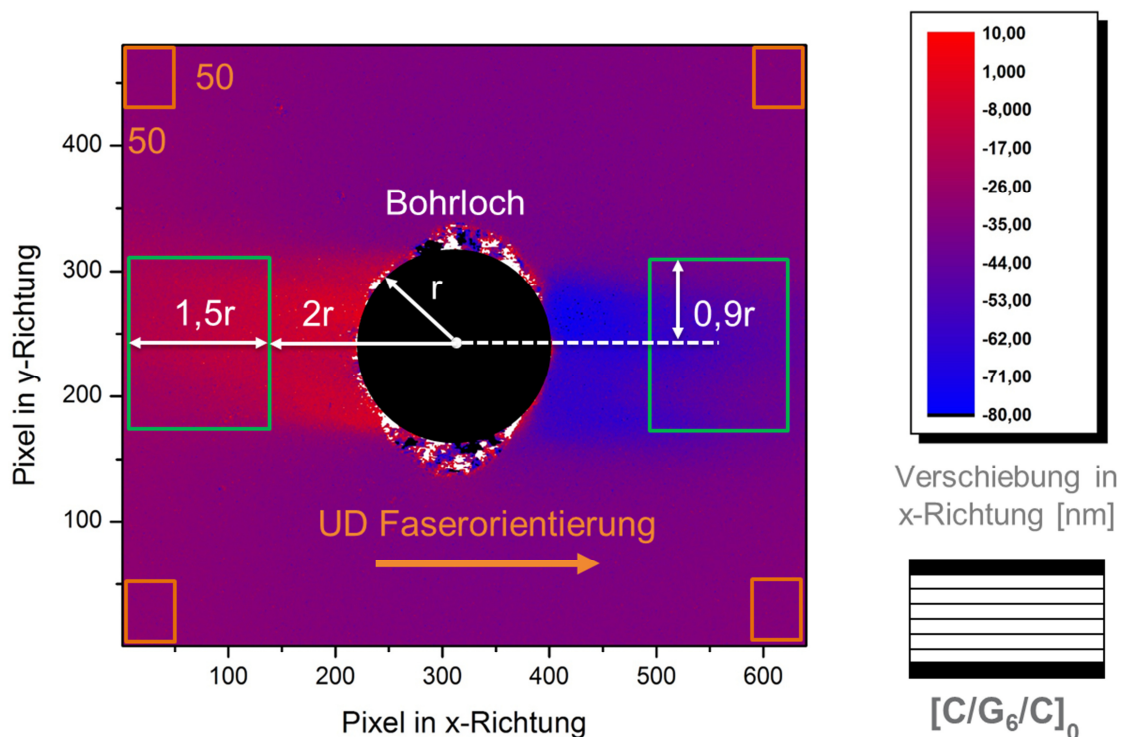 50
50
400
300
200
100
100
200
300
400
500
600
Pixel in y-Richtung
Pixel in x-Richtung
Bohrloch
r
1,5r
2r
0,9r
UD Faserorientierung
10,00
1,000
-8,000
-17,00
-26,00
-35,00
-44,00
-53,00
-62,00
-71,00
-80,00
Verschiebung in
x-Richtung [nm]
[C/G₆/C]₀